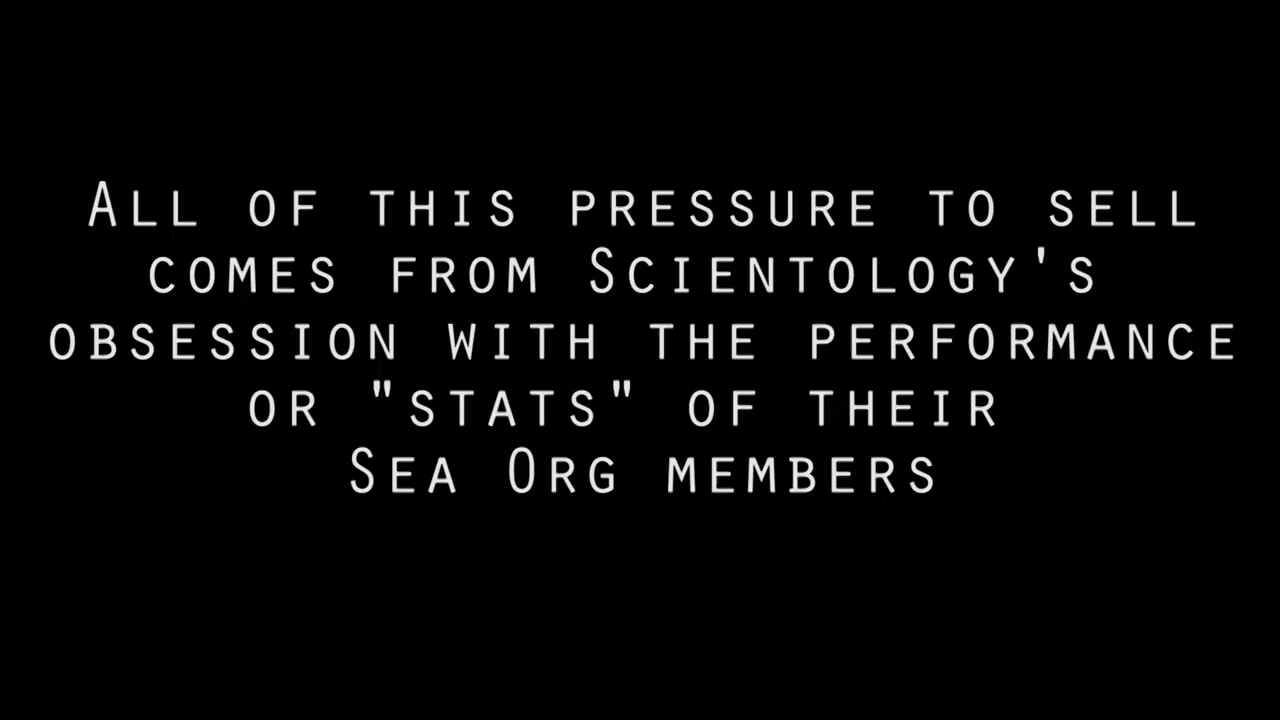 All of this pressure to sell
comes from Scientology's
obsession with the performance
or "stats" of their
Sea Org members